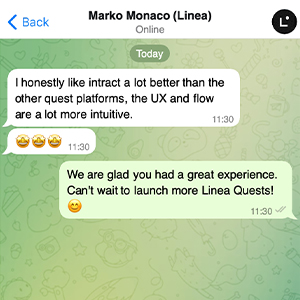 Back
Marko Monaco (Linea)
Online
Today
I honestly like intract a lot better than the
other quest platforms, the UX and flow
are a lot more intuitive.
11:30
🤩🤩🤩 11:30
We are glad you had a great experience.
Can't wait to launch more Linea Quests!
😊
11:30